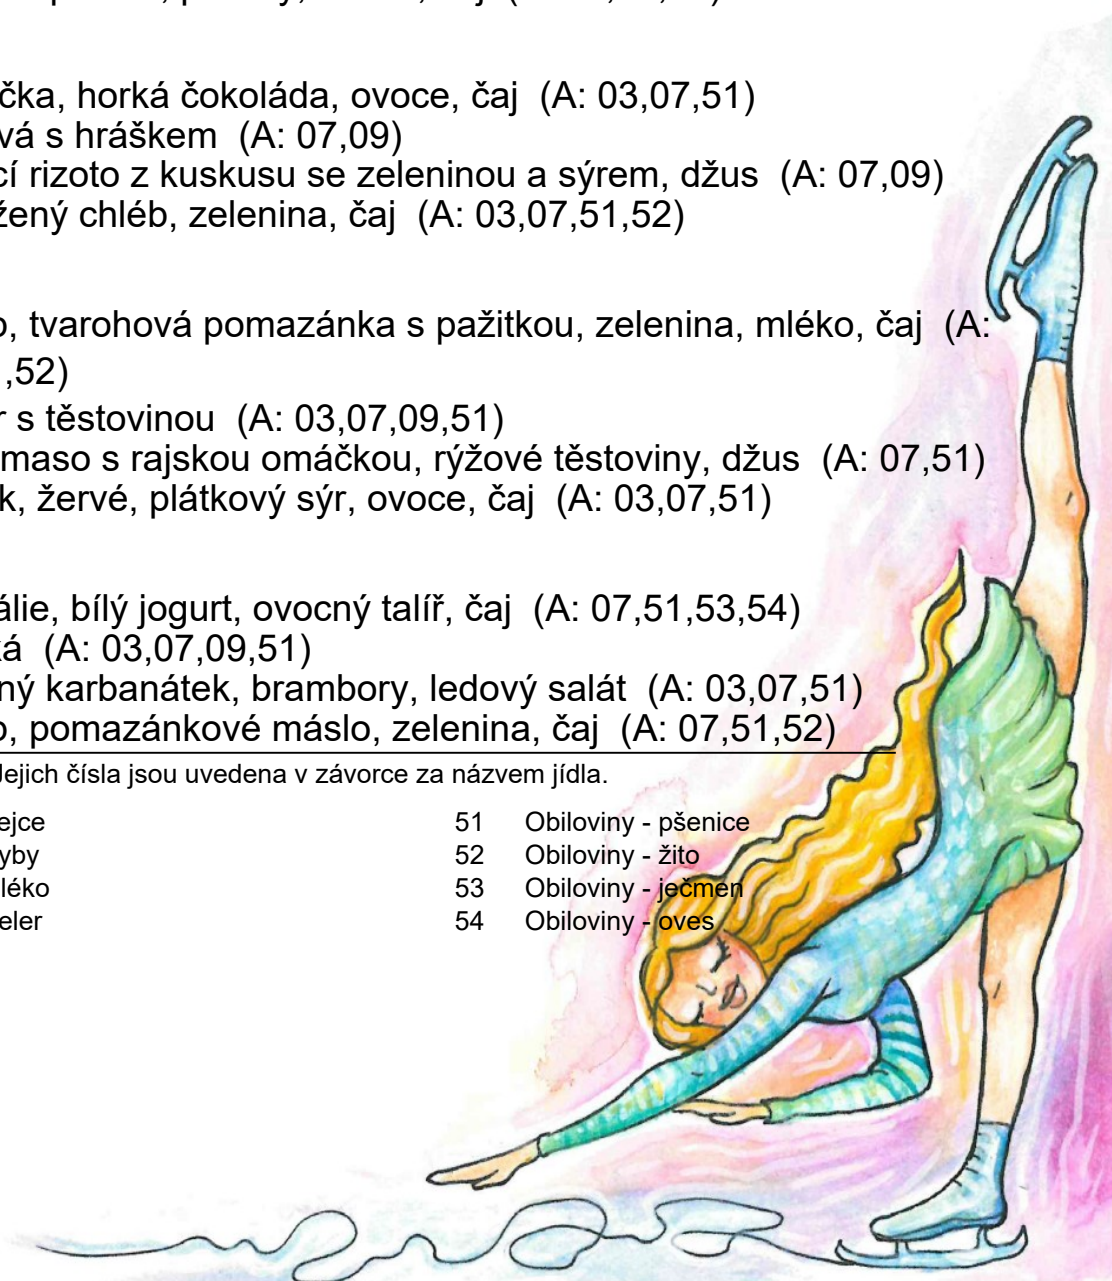 čka, horká čokoláda, ovoce, čaj (A: 03,07,51)
vá s hráškem (A: 07,09)
cí rizoto z kuskusu se zeleninou a sýrem, džus (A: 07,09)
žený chléb, zelenina, čaj (A: 03,07,51,52)
, tvarohová pomazánka s pažitkou, zelenina, mléko, čaj (A:
,52)
r s těstovinou (A: 03,07,09,51)
maso s rajskou omáčkou, rýžové těstoviny, džus (A: 07,51)
k, žervé, plátkový sýr, ovoce, čaj (A: 03,07,51)
álie, bílý jogurt, ovocný talíř, čaj (A: 07,51,53,54)
ká (A: 03,07,09,51)
ný karbanátek, brambory, ledový salát (A: 03,07,51)
, pomazánkové máslo, zelenina, čaj (A: 07,51,52)
Jejich čísla jsou uvedena v závorce za názvem jídla.
ejce 51 Obiloviny - pšenice
yby 52 Obiloviny - žito
léko 53 Obiloviny - ječmen
eler 54 Obiloviny - oves